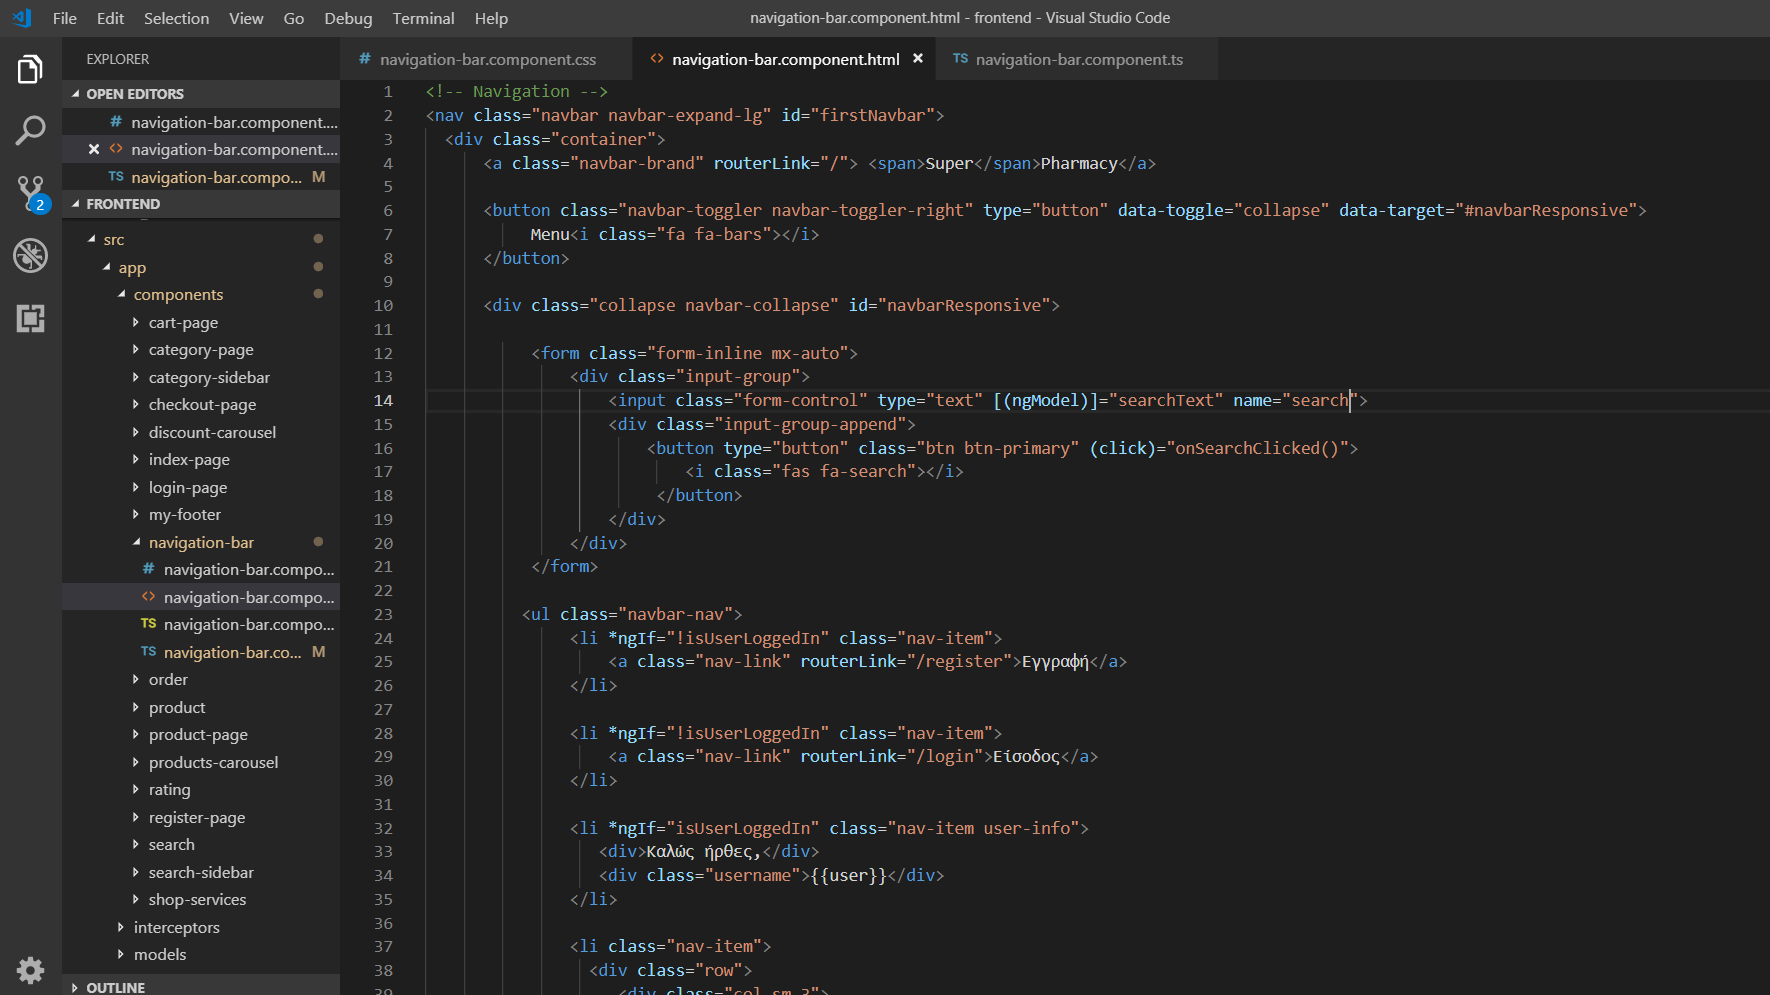 File Edit Selection View Go Debug Terminal Help
navigation-bar.component.html - frontend - Visual Studio Code
EXPLORER
OPEN EDITORS
# navigation-bar.component....
<> navigation-bar.component....
TS navigation-bar.compo... M
2
FRONTEND
src
app
components
cart-page
category-page
category-sidebar
checkout-page
discount-carousel
index-page
login-page
my-footer
navigation-bar
# navigation-bar.compo...
<> navigation-bar.compo...
TS navigation-bar.compo...
TS navigation-bar.co... M
order
product
product-page
products-carousel
rating
register-page
search
search-sidebar
shop-services
interceptors
models
OUTLINE
# navigation-bar.component.css
<> navigation-bar.component.html
TS navigation-bar.component.ts
1 <!-- Navigation -->
2 <nav class="navbar navbar-expand-lg" id="firstNavbar">
3 <div class="container">
4 <a class="navbar-brand" routerLink="/"> <span>Super</span>Pharmacy</a>
5
6 <button class="navbar-toggler navbar-toggler-right" type="button" data-toggle="collapse" data-target="#navbarResponsive">
7 Menu<i class="fa fa-bars"></i>
8 </button>
9
10 <div class="collapse navbar-collapse" id="navbarResponsive">
11
12 <form class="form-inline mx-auto">
13 <div class="input-group">
14 <input class="form-control" type="text" [(ngModel)]="searchText" name="search">
15 <div class="input-group-append">
16 <button type="button" class="btn btn-primary" (click)="onSearchClicked()">
17 <i class="fas fa-search"></i>
18 </button>
19 </div>
20 </div>
21 </form>
22
23 <ul class="navbar-nav">
24 <li *ngIf="!isUserLoggedIn" class="nav-item">
25 <a class="nav-link" routerLink="/register">Εγγραφή</a>
26 </li>
27
28 <li *ngIf="!isUserLoggedIn" class="nav-item">
29 <a class="nav-link" routerLink="/login">Είσοδος</a>
30 </li>
31
32 <li *ngIf="isUserLoggedIn" class="nav-item user-info">
33 <div>Καλώς ήρθες,</div>
34 <div class="username">{{user}}</div>
35 </li>
36
37 <li class="nav-item">
38 <div class="row">
39 <div class="col-sm-3">